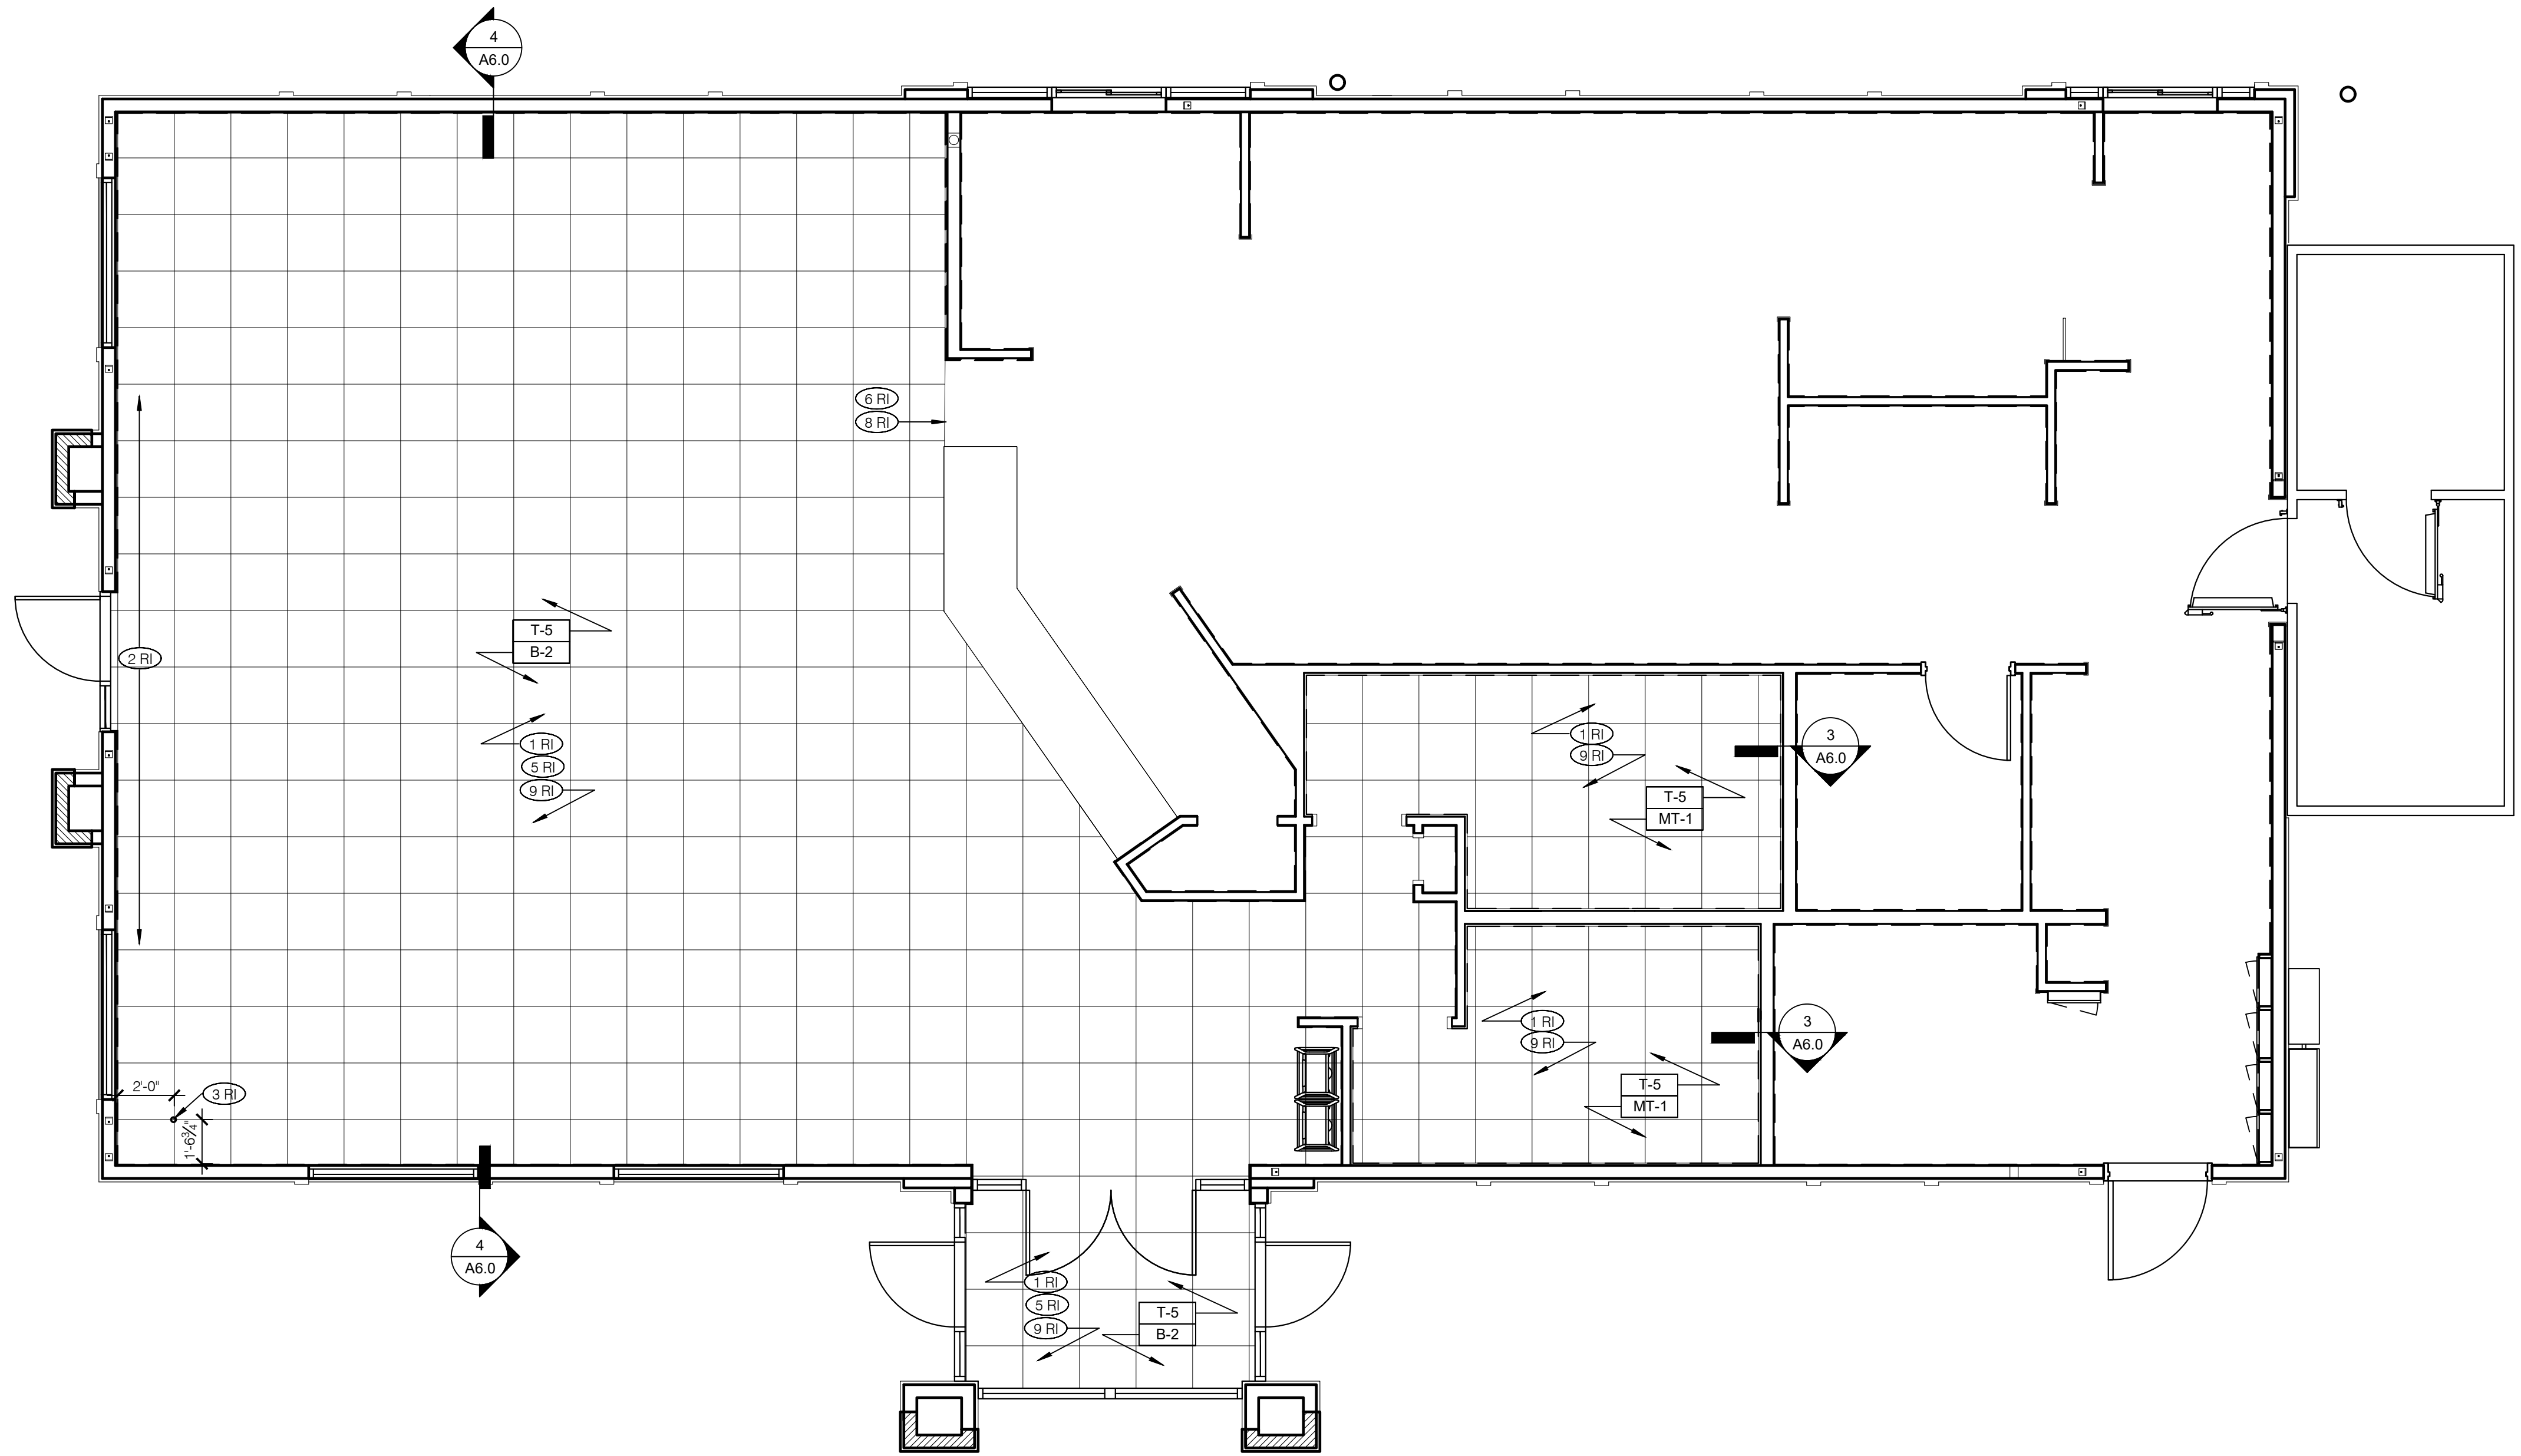 4
A6.0
6 RI
8 RI
T-5
B-2
2 RI
1 RI
5 RI
9 RI
1 RI
9 RI
3
A6.0
T-5
MT-1
1 RI
9 RI
3
A6.0
T-5
MT-1
2'-0"
3 RI
1'-6¾"
4
A6.0
1 RI
5 RI
9 RI
T-5
B-2